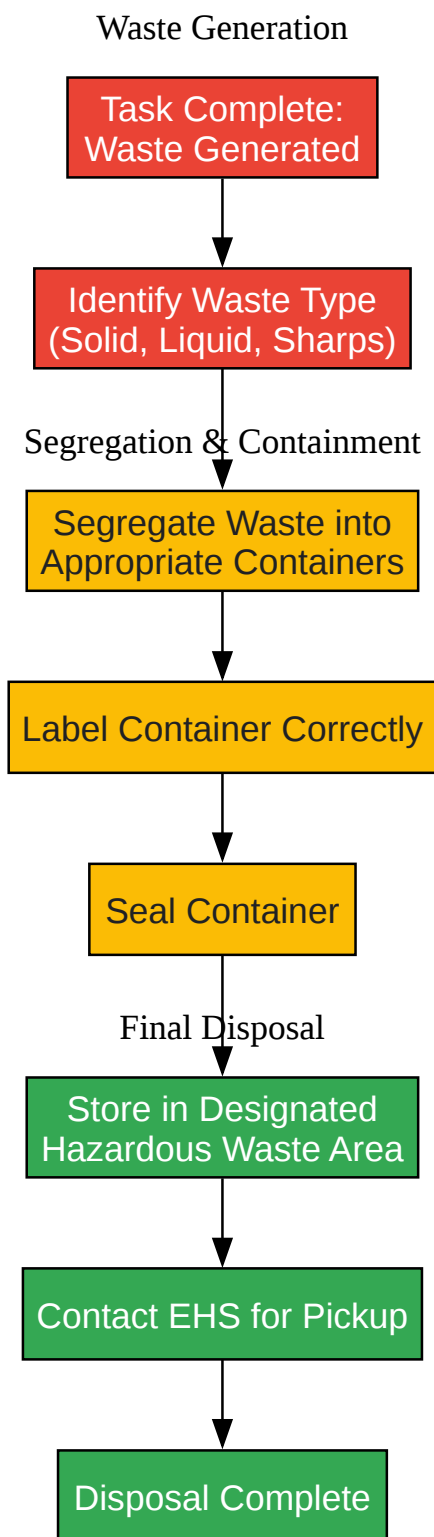 Waste Generation
Task Complete:
Waste Generated
Identify Waste Type
(Solid, Liquid, Sharps)
Segregation & Containment
Segregate Waste into
Appropriate Containers
Label Container Correctly
Seal Container
Final Disposal
Store in Designated
Hazardous Waste Area
Contact EHS for Pickup
Disposal Complete